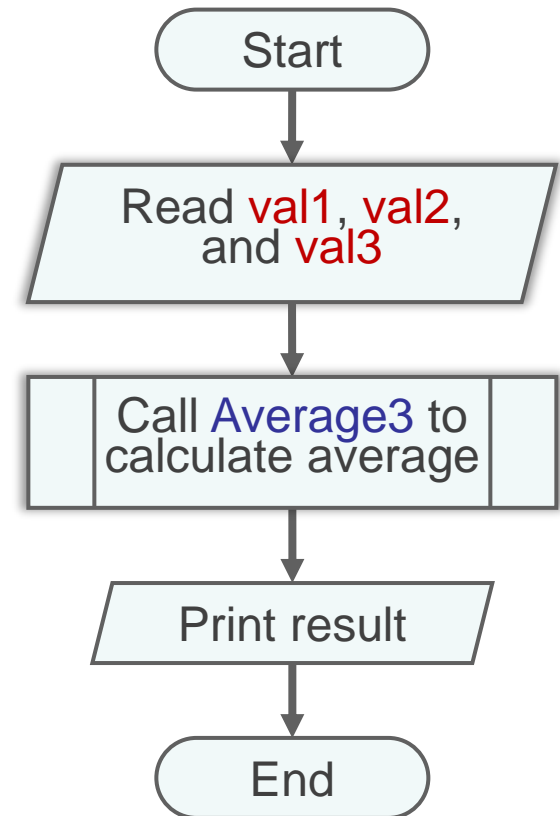 Start
Read val1, val2,
and val3
Call Average3 to
calculate average
Print result
End